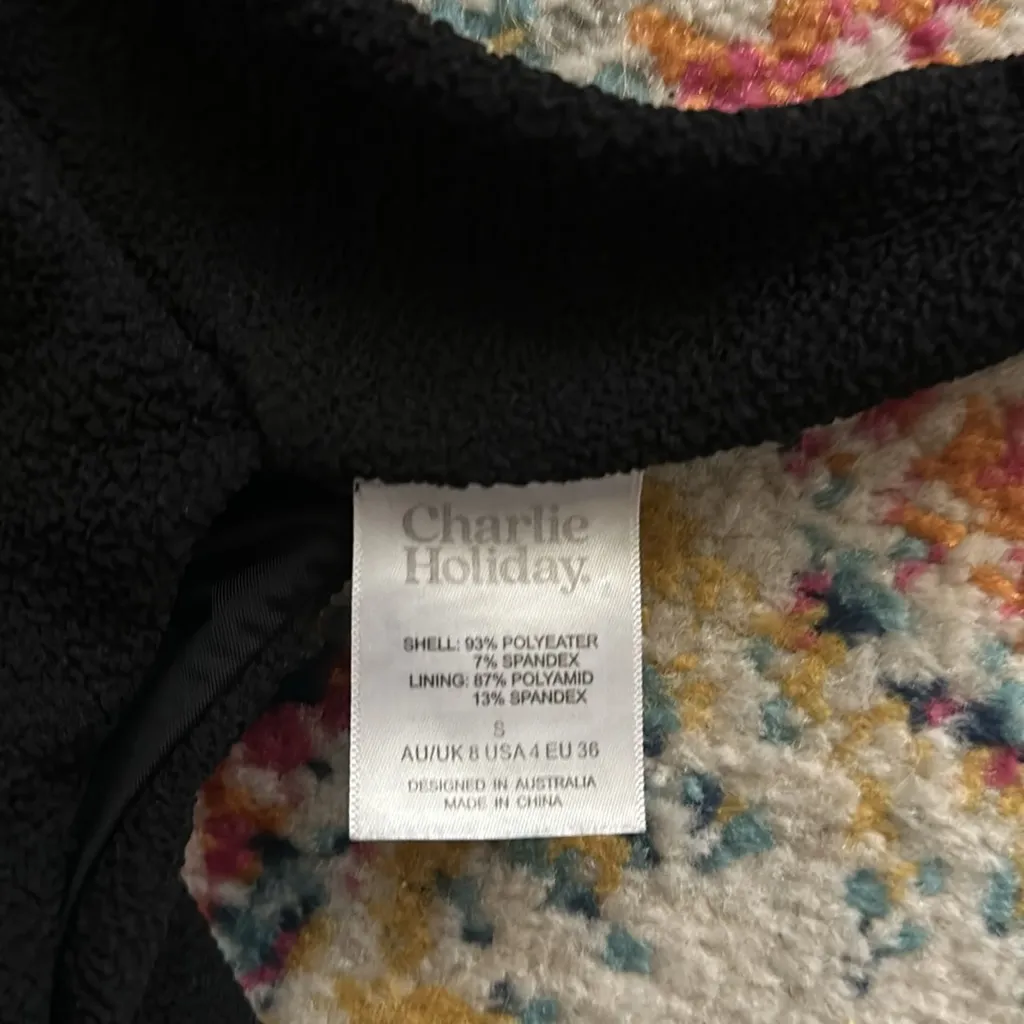 Charlie
Holiday.
SHELL: 93% POLYEATER
7% SPANDEX
LINING: 87% POLYAMID
13% SPANDEX
S
AU/UK 8 USA 4 EU 36
DESIGNED IN AUSTRALIA
MADE IN CHINA